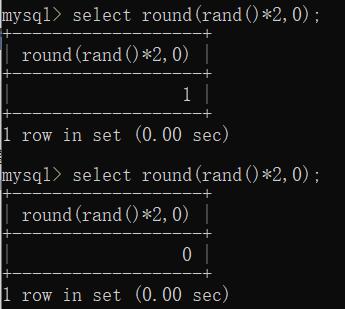 mysql> select round(rand()*2,0);
+-------------------+
| round(rand()*2,0) |
+-------------------+
|                 1 |
+-------------------+
1 row in set (0.00 sec)
mysql> select round(rand()*2,0);
+-------------------+
| round(rand()*2,0) |
+-------------------+
|                 0 |
+-------------------+
1 row in set (0.00 sec)